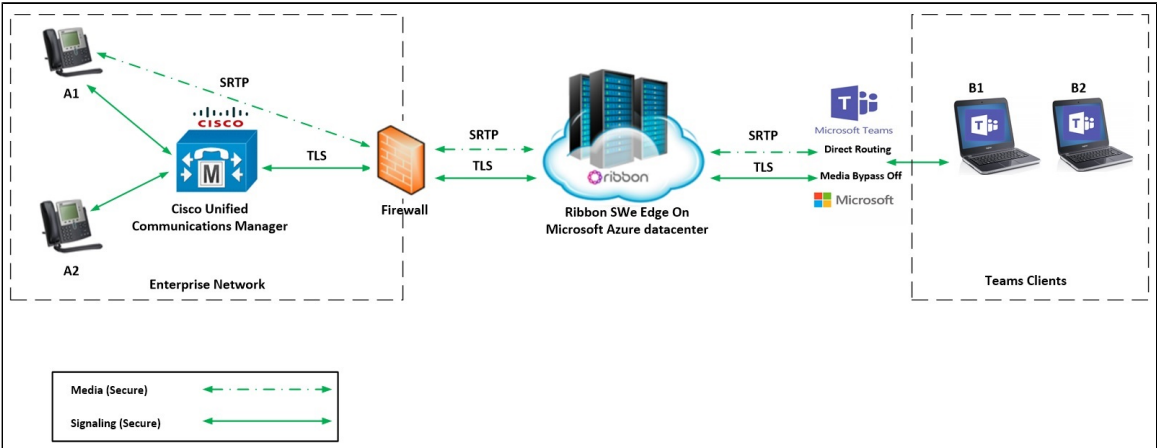 A1
SRTP
CISCO
M
TLS
Cisco Unified
Communications Manager
A2
Enterprise Network
Firewall
SRTP
TLS
ribbon
Ribbon SWe Edge On
Microsoft Azure datacenter
SRTP
TLS
T
Microsoft Teams
Direct Routing
Media Bypass Off
Microsoft
B1
B2
T
T
Teams Clients
Media (Secure)
Signaling (Secure)